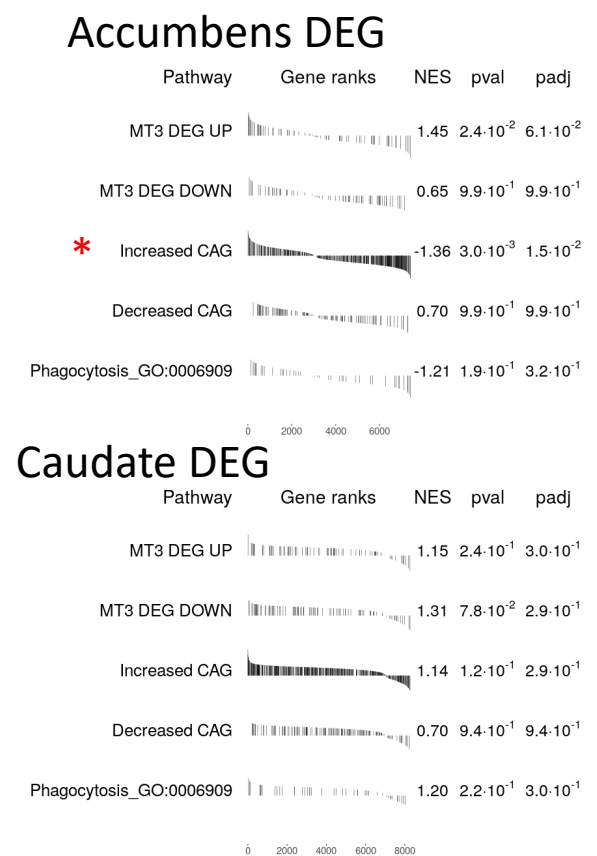 Accumbens DEG
Pathway Gene ranks NES pval padj
MT3 DEG UP 1.45 2.4·10⁻² 6.1·10⁻²
MT3 DEG DOWN 0.65 9.9·10⁻¹ 9.9·10⁻¹
* Increased CAG -1.36 3.0·10⁻³ 1.5·10⁻²
Decreased CAG 0.70 9.9·10⁻¹ 9.9·10⁻¹
Phagocytosis_GO:0006909 -1.21 1.9·10⁻¹ 3.2·10⁻¹
0 2000 4000 6000
Caudate DEG
Pathway Gene ranks NES pval padj
MT3 DEG UP 1.15 2.4·10⁻¹ 3.0·10⁻¹
MT3 DEG DOWN 1.31 7.8·10⁻² 2.9·10⁻¹
Increased CAG 1.14 1.2·10⁻¹ 2.9·10⁻¹
Decreased CAG 0.70 9.4·10⁻¹ 9.4·10⁻¹
Phagocytosis_GO:0006909 1.20 2.2·10⁻¹ 3.0·10⁻¹
0 2000 4000 6000 8000